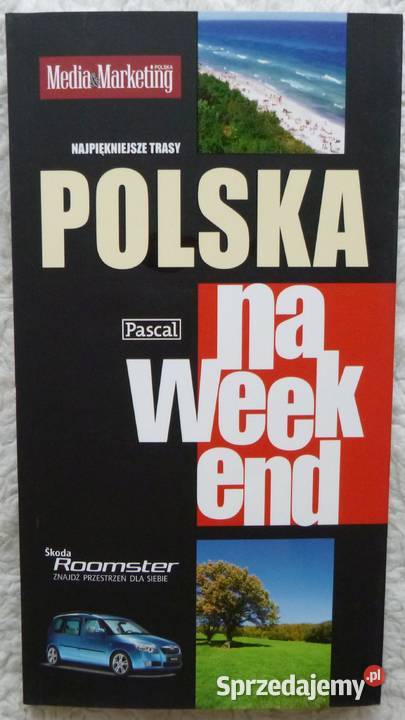 POLSKA
Media&Marketing
NAJPIĘKNIEJSZE TRASY
POLSKA
Pascal
na
Week
end
Škoda
Roomster
ZNAJDŹ PRZESTRZEŃ DLA SIEBIE
Sprzedajemy.pl